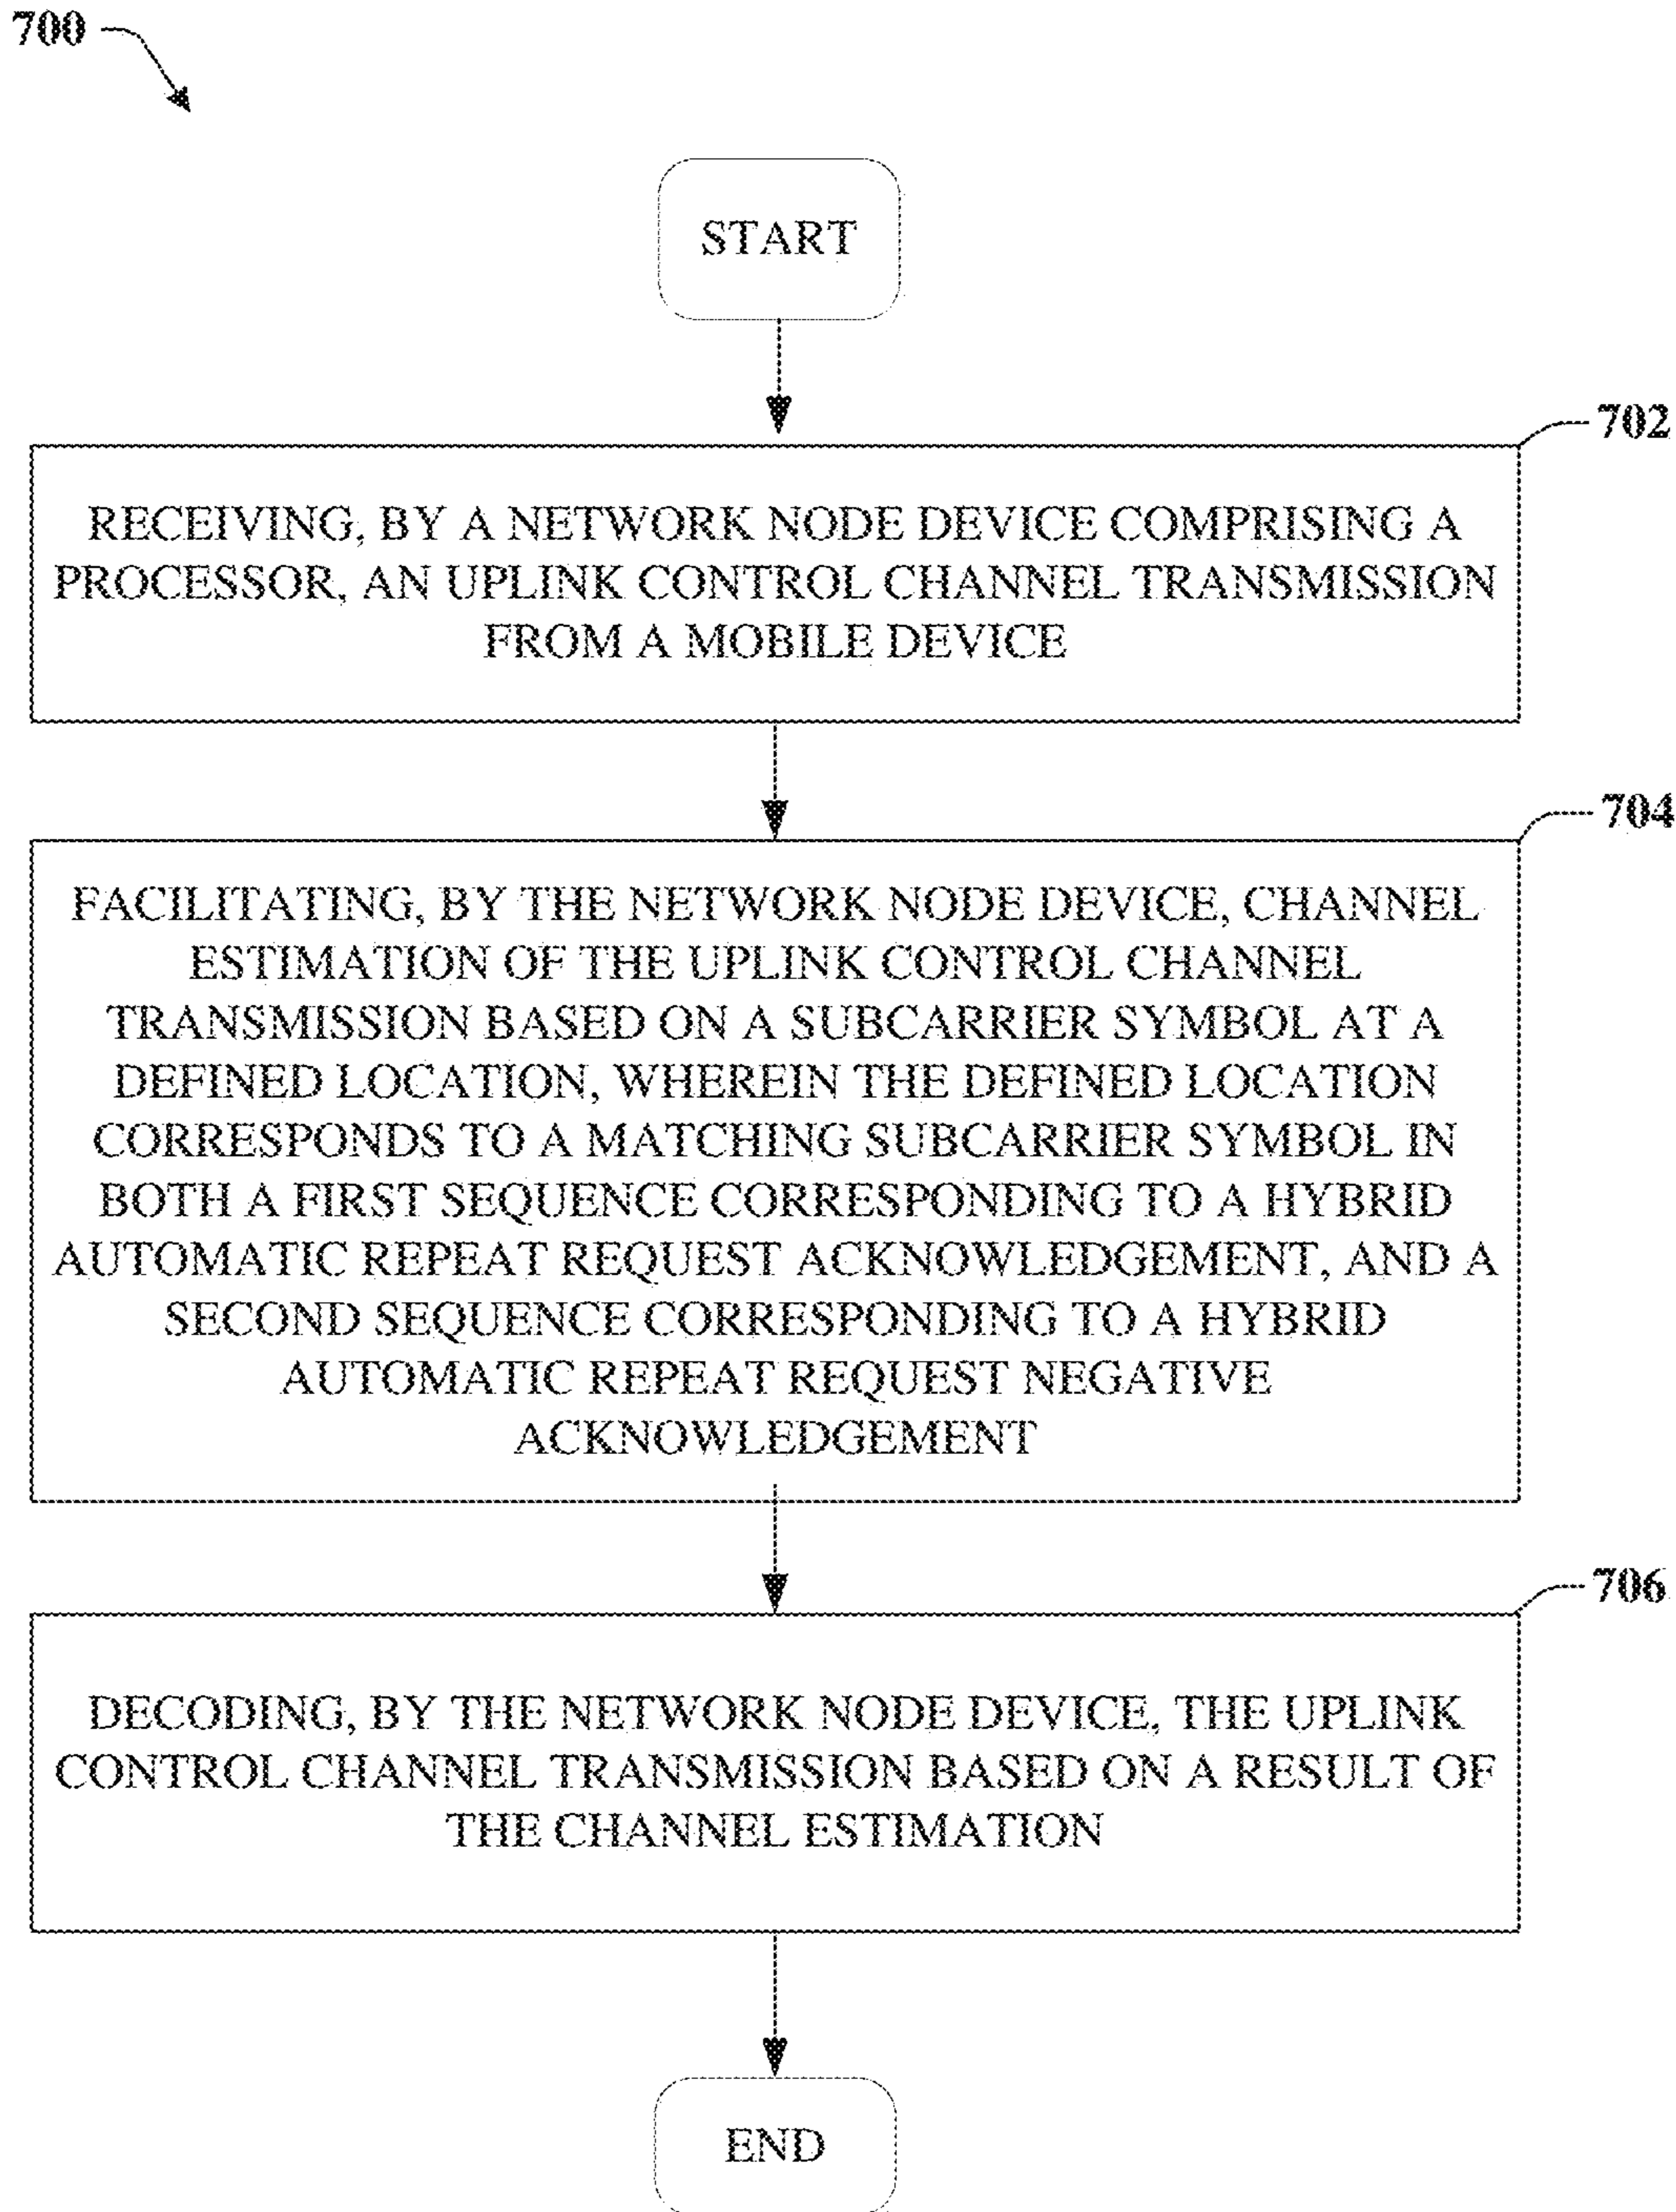 700
START
702
RECEIVING, BY A NETWORK NODE DEVICE COMPRISING A
PROCESSOR, AN UPLINK CONTROL CHANNEL TRANSMISSION
FROM A MOBILE DEVICE
704
FACILITATING, BY THE NETWORK NODE DEVICE, CHANNEL
ESTIMATION OF THE UPLINK CONTROL CHANNEL
TRANSMISSION BASED ON A SUBCARRIER SYMBOL AT A
DEFINED LOCATION, WHEREIN THE DEFINED LOCATION
CORRESPONDS TO A MATCHING SUBCARRIER SYMBOL IN
BOTH A FIRST SEQUENCE CORRESPONDING TO A HYBRID
AUTOMATIC REPEAT REQUEST ACKNOWLEDGEMENT, AND A
SECOND SEQUENCE CORRESPONDING TO A HYBRID
AUTOMATIC REPEAT REQUEST NEGATIVE
ACKNOWLEDGEMENT
706
DECODING, BY THE NETWORK NODE DEVICE, THE UPLINK
CONTROL CHANNEL TRANSMISSION BASED ON A RESULT OF
THE CHANNEL ESTIMATION
END